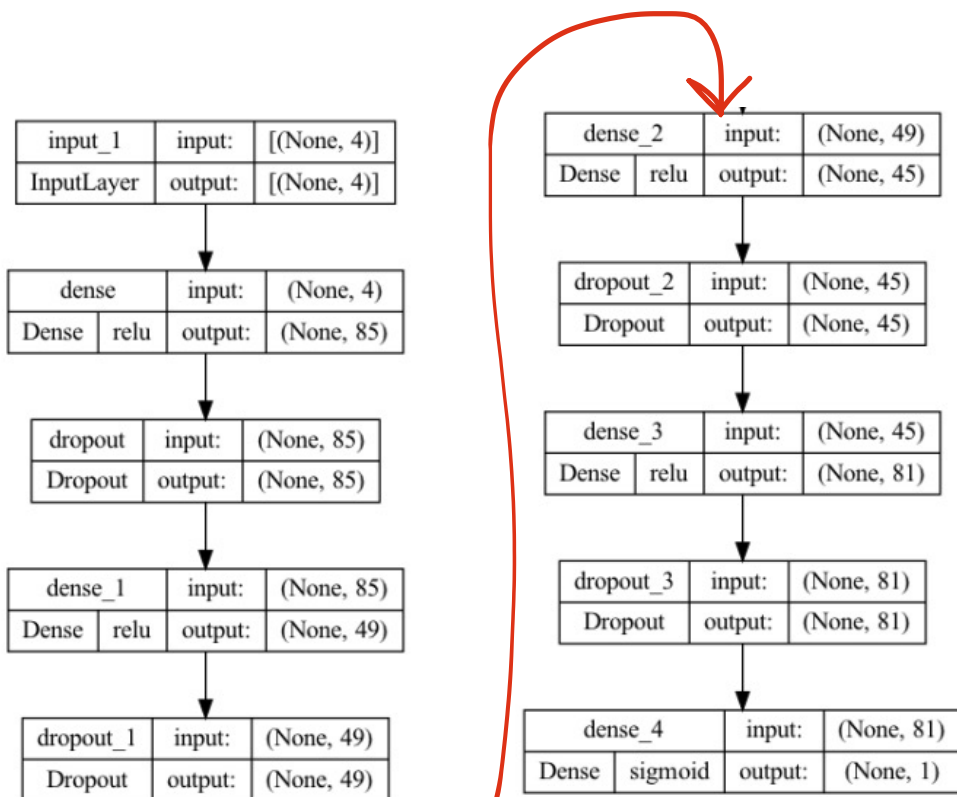 input_1 input: [(None, 4)]
InputLayer output: [(None, 4)]
dense input: (None, 4)
Dense relu output: (None, 85)
dropout input: (None, 85)
Dropout output: (None, 85)
dense_1 input: (None, 85)
Dense relu output: (None, 49)
dropout_1 input: (None, 49)
Dropout output: (None, 49)
dense_2 input: (None, 49)
Dense relu output: (None, 45)
dropout_2 input: (None, 45)
Dropout output: (None, 45)
dense_3 input: (None, 45)
Dense relu output: (None, 81)
dropout_3 input: (None, 81)
Dropout output: (None, 81)
dense_4 input: (None, 81)
Dense sigmoid output: (None, 1)